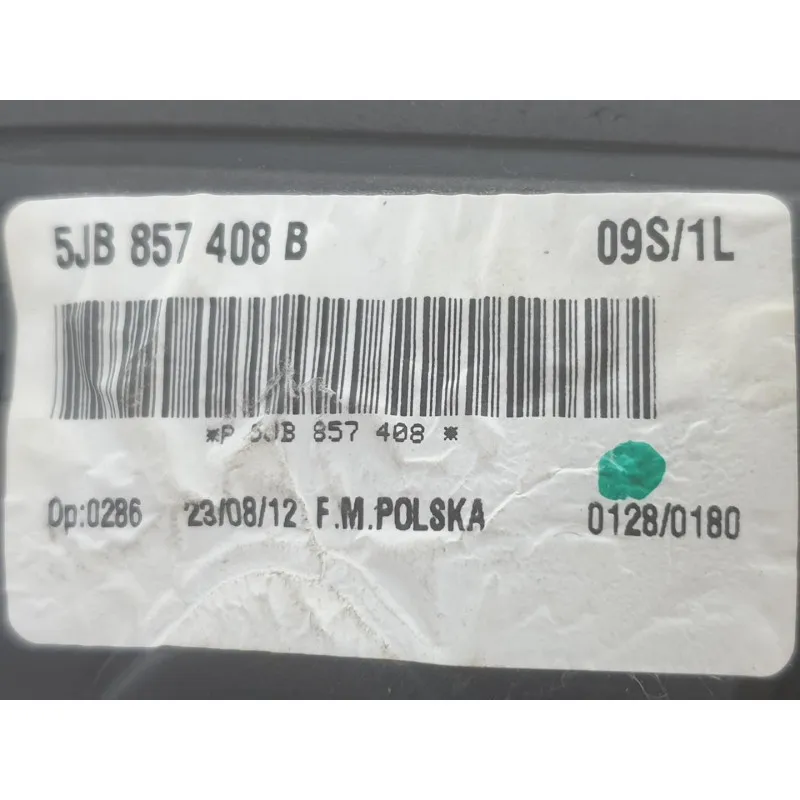 5JB 857 408 B 09S/1L
*P 5JB 857 408 *
Op:0286 23/08/12 F.M.POLSKA 0128/0180